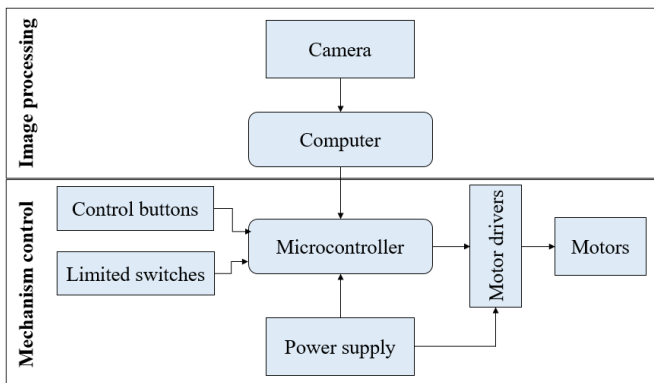 Image processing
Camera
Computer
Mechanism control
Control buttons
Limited switches
Microcontroller
Motor drivers
Motors
Power supply